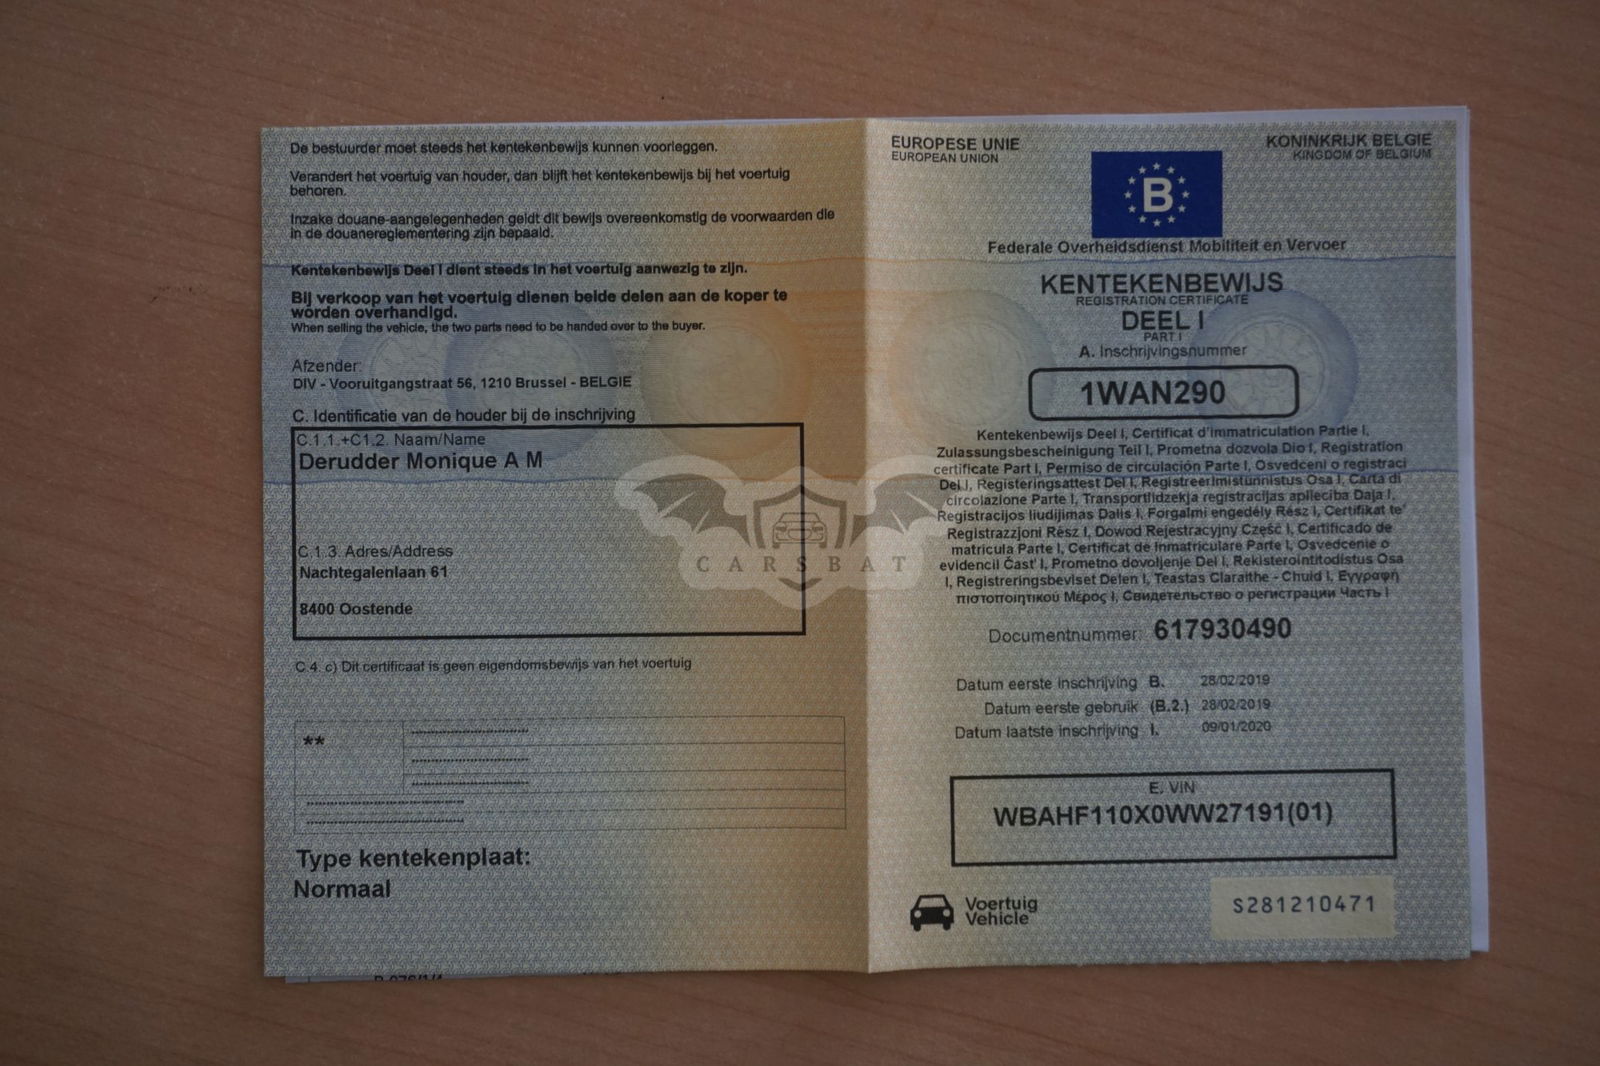 De bestuurder moet steeds het kentekenbewijs kunnen voorleggen.
Verandert het voertuig van houder, dan blijft het kentekenbewijs bij het voertuig
behoren.
Inzake douane-aangelegenheden geldt dit bewijs overeenkomstig de voorwaarden die
in de douanereglementering zijn bepaald.
Kentekenbewijs Deel I dient steeds in het voertuig aanwezig te zijn.
Bij verkoop van het voertuig dienen beide delen aan de koper te
worden overhandigd.
When selling the vehicle, the two parts need to be handed over to the buyer.
Afzender:
DIV - Vooruitgangstraat 56, 1210 Brussel - BELGIE
C. Identificatie van de houder bij de inschrijving
C.1.1.+C1.2. Naam/Name
Derudder Monique A M
C.1.3. Adres/Address
Nachtegalenlaan 61
8400 Oostende
C.4. c) Dit certificaat is geen eigendomsbewijs van het voertuig
**
Type kentekenplaat:
Normaal
CARSBAT
EUROPESE UNIE
EUROPEAN UNION
KONINKRIJK BELGIE
KINGDOM OF BELGIUM
B
Federale Overheidsdienst Mobiliteit en Vervoer
KENTEKENBEWIJS
REGISTRATION CERTIFICATE
DEEL I
PART I
A. Inschrijvingsnummer
1WAN290
Kentekenbewijs Deel I, Certificat d'immatriculation Partie I,
Zulassungsbescheinigung Teil I, Prometna dozvola Dio I, Registration
certificate Part I, Permiso de circulación Parte I, Osvedceni o registraci
Del I, Registeringsattest Del I, Registreerimistunnistus Osa I, Carta di
circolazione Parte I, Transportlidzekja registracijas aplieciba Daja I,
Registracijos liudijimas Dalis I, Forgalmi engedély Rész I, Certifikat te'
Registrazzjoni Rész I, Dowod Rejestracyjny Część I, Certificado de
matricula Parte I, Certificat de inmatriculare Parte I, Osvedcenie o
evidencii Čast' I, Prometno dovoljenje Del I, Rekisterointitodistus Osa
I, Registreringsbeviset Delen I, Teastas Claraithe - Chuid I, Εγγραφή
πιστοποιητικού Μέρος I, Свидетельство о регистрации Часть I
Documentnummer: 617930490
Datum eerste inschrijving B. 28/02/2019
Datum eerste gebruik (B.2.) 28/02/2019
Datum laatste inschrijving I. 09/01/2020
E. VIN
WBAHF110X0WW27191(01)
Voertuig
Vehicle
S281210471